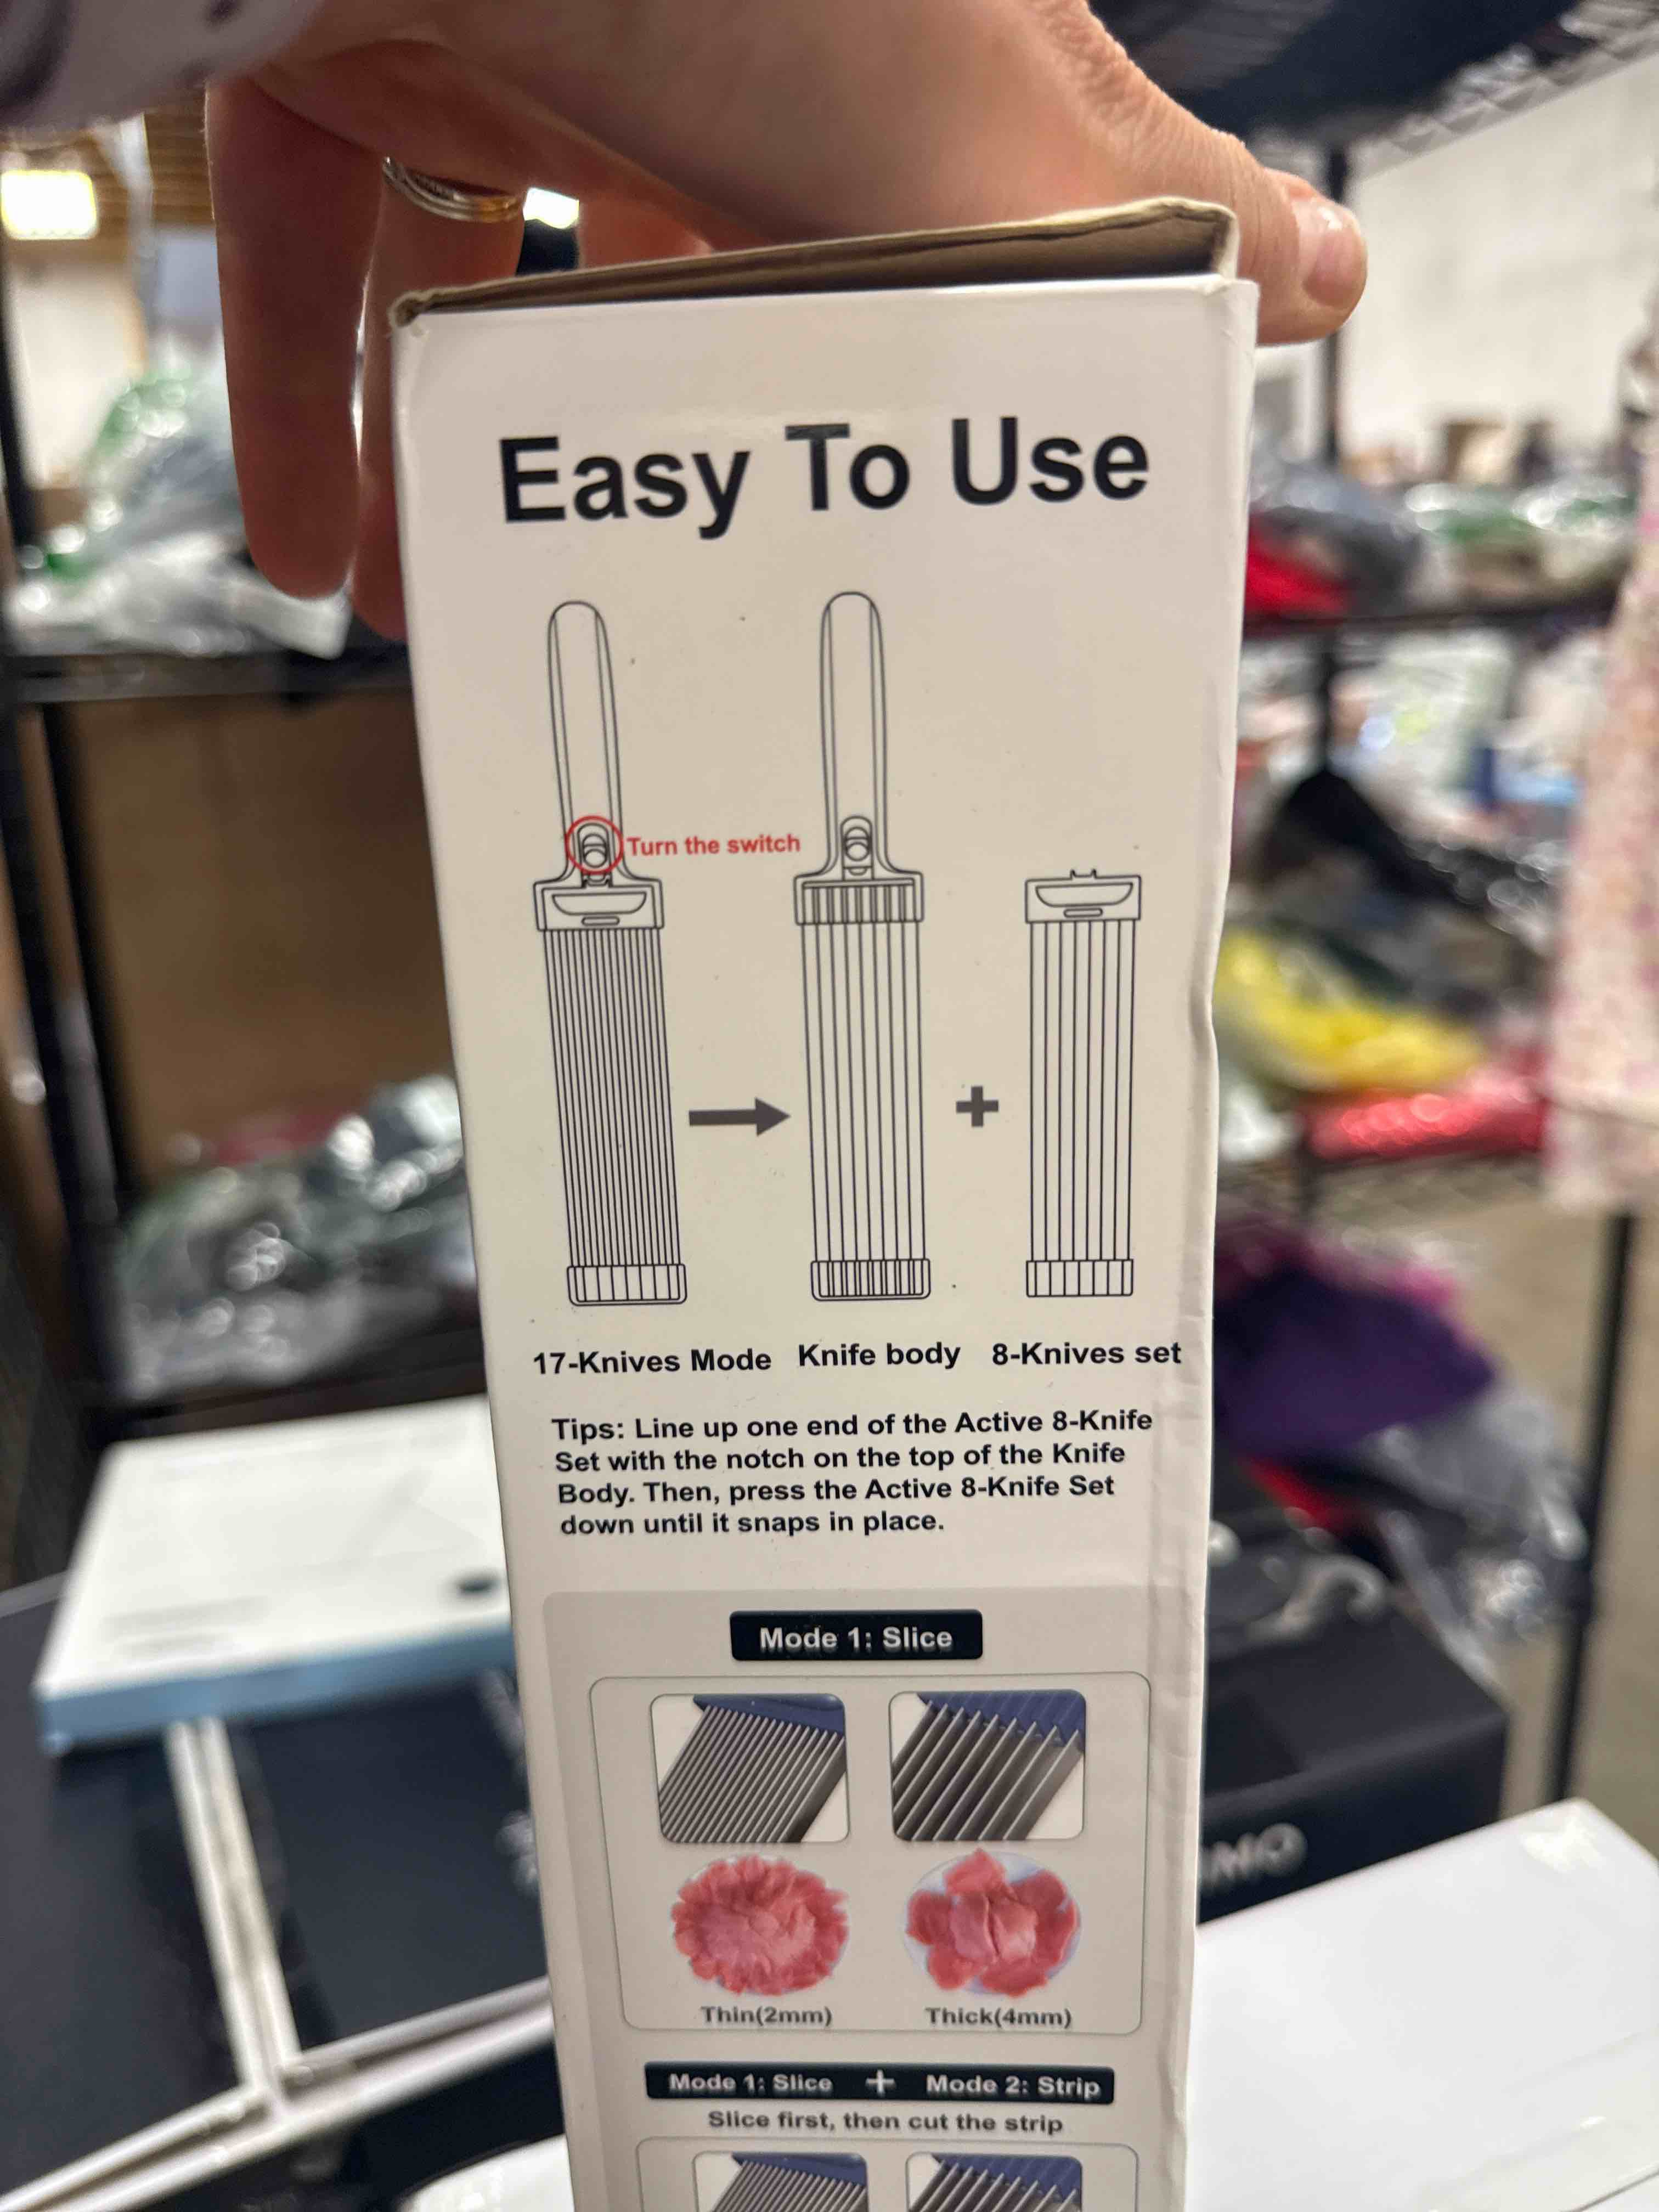 Easy To Use
Turn the switch
17-Knives Mode Knife body 8-Knives set
Tips: Line up one end of the Active 8-Knife
Set with the notch on the top of the Knife
Body. Then, press the Active 8-Knife Set
down until it snaps in place.
Mode 1: Slice
Thin(2mm) Thick(4mm)
Mode 1: Slice + Mode 2: Strip
Slice first, then cut the strip